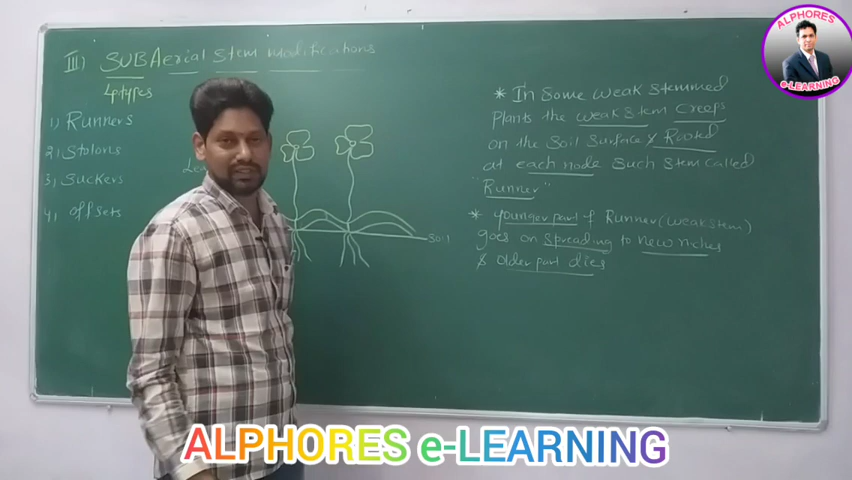 III) SUBAerial Stem modifications
4 types
1) Runners
2) Stolons
3) Suckers
4) Offsets
Soil
* In Some weak Stemmed
Plants the weak stem Creeps
on the Soil Surface & Rooted
at each node Such Stem Called
"Runner"
* younger part of Runner (weak stem)
goes on Spreading to new niches
& older part dies
ALPHORES
e-LEARNING
ALPHORES e-LEARNING